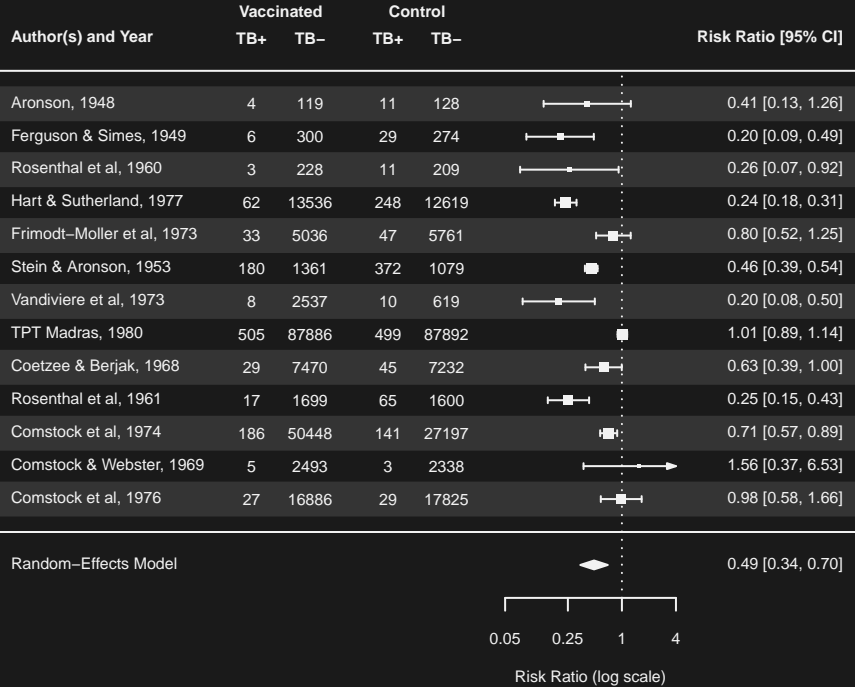 Vaccinated Control
Author(s) and Year TB+ TB− TB+ TB− Risk Ratio [95% CI]
Aronson, 1948 4 119 11 128 0.41 [0.13, 1.26]
Ferguson & Simes, 1949 6 300 29 274 0.20 [0.09, 0.49]
Rosenthal et al, 1960 3 228 11 209 0.26 [0.07, 0.92]
Hart & Sutherland, 1977 62 13536 248 12619 0.24 [0.18, 0.31]
Frimodt−Moller et al, 1973 33 5036 47 5761 0.80 [0.52, 1.25]
Stein & Aronson, 1953 180 1361 372 1079 0.46 [0.39, 0.54]
Vandiviere et al, 1973 8 2537 10 619 0.20 [0.08, 0.50]
TPT Madras, 1980 505 87886 499 87892 1.01 [0.89, 1.14]
Coetzee & Berjak, 1968 29 7470 45 7232 0.63 [0.39, 1.00]
Rosenthal et al, 1961 17 1699 65 1600 0.25 [0.15, 0.43]
Comstock et al, 1974 186 50448 141 27197 0.71 [0.57, 0.89]
Comstock & Webster, 1969 5 2493 3 2338 1.56 [0.37, 6.53]
Comstock et al, 1976 27 16886 29 17825 0.98 [0.58, 1.66]
Random−Effects Model 0.49 [0.34, 0.70]
0.05 0.25 1 4
Risk Ratio (log scale)